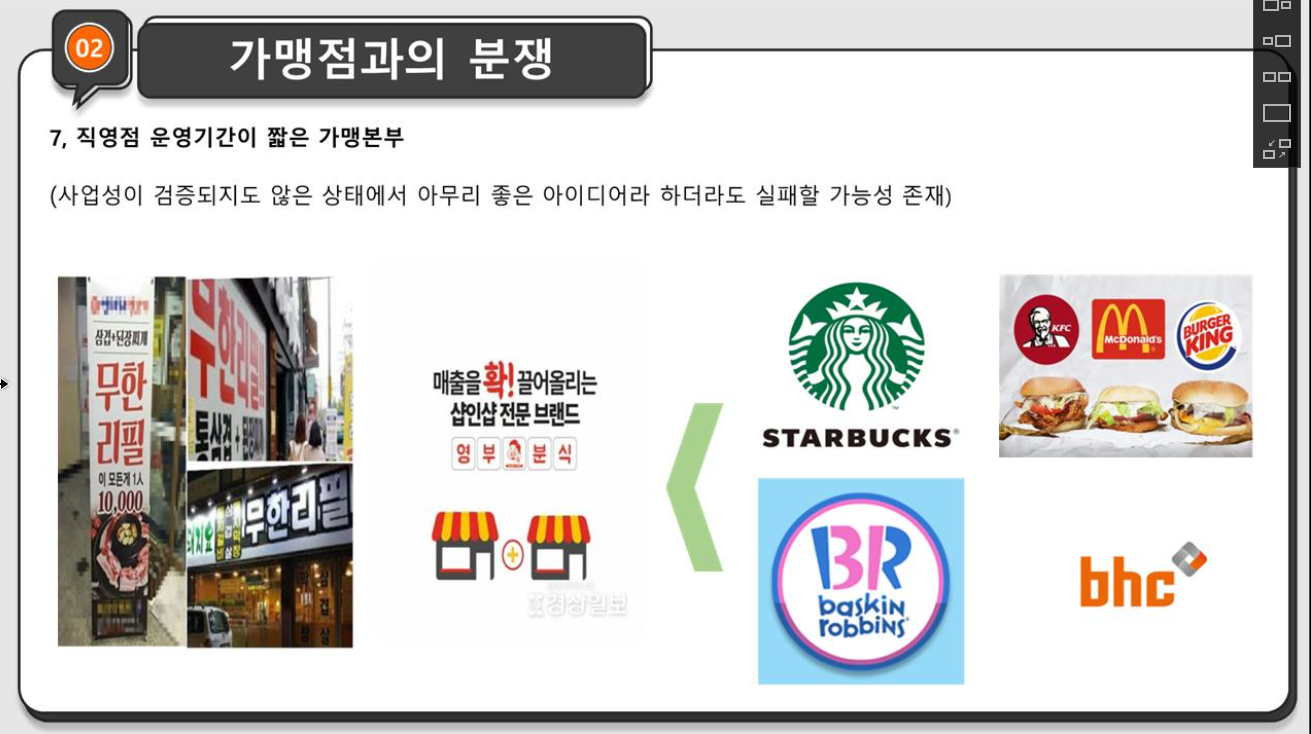 02
가맹점과의 분쟁
7, 직영점 운영기간이 짧은 가맹본부
(사업성이 검증되지도 않은 상태에서 아무리 좋은 아이디어라 하더라도 실패할 가능성 존재)
삼겹+된장찌개
무한
리필
이 모든게 1人
10,000
무한리필
통삼겹 +
무한리필
매출을 확! 끌어올리는
샵인샵 전문 브랜드
영부분식
경상일보
STARBUCKS
KFC
McDonald's
BURGER
KING
BR
baskin
robbins
bhc